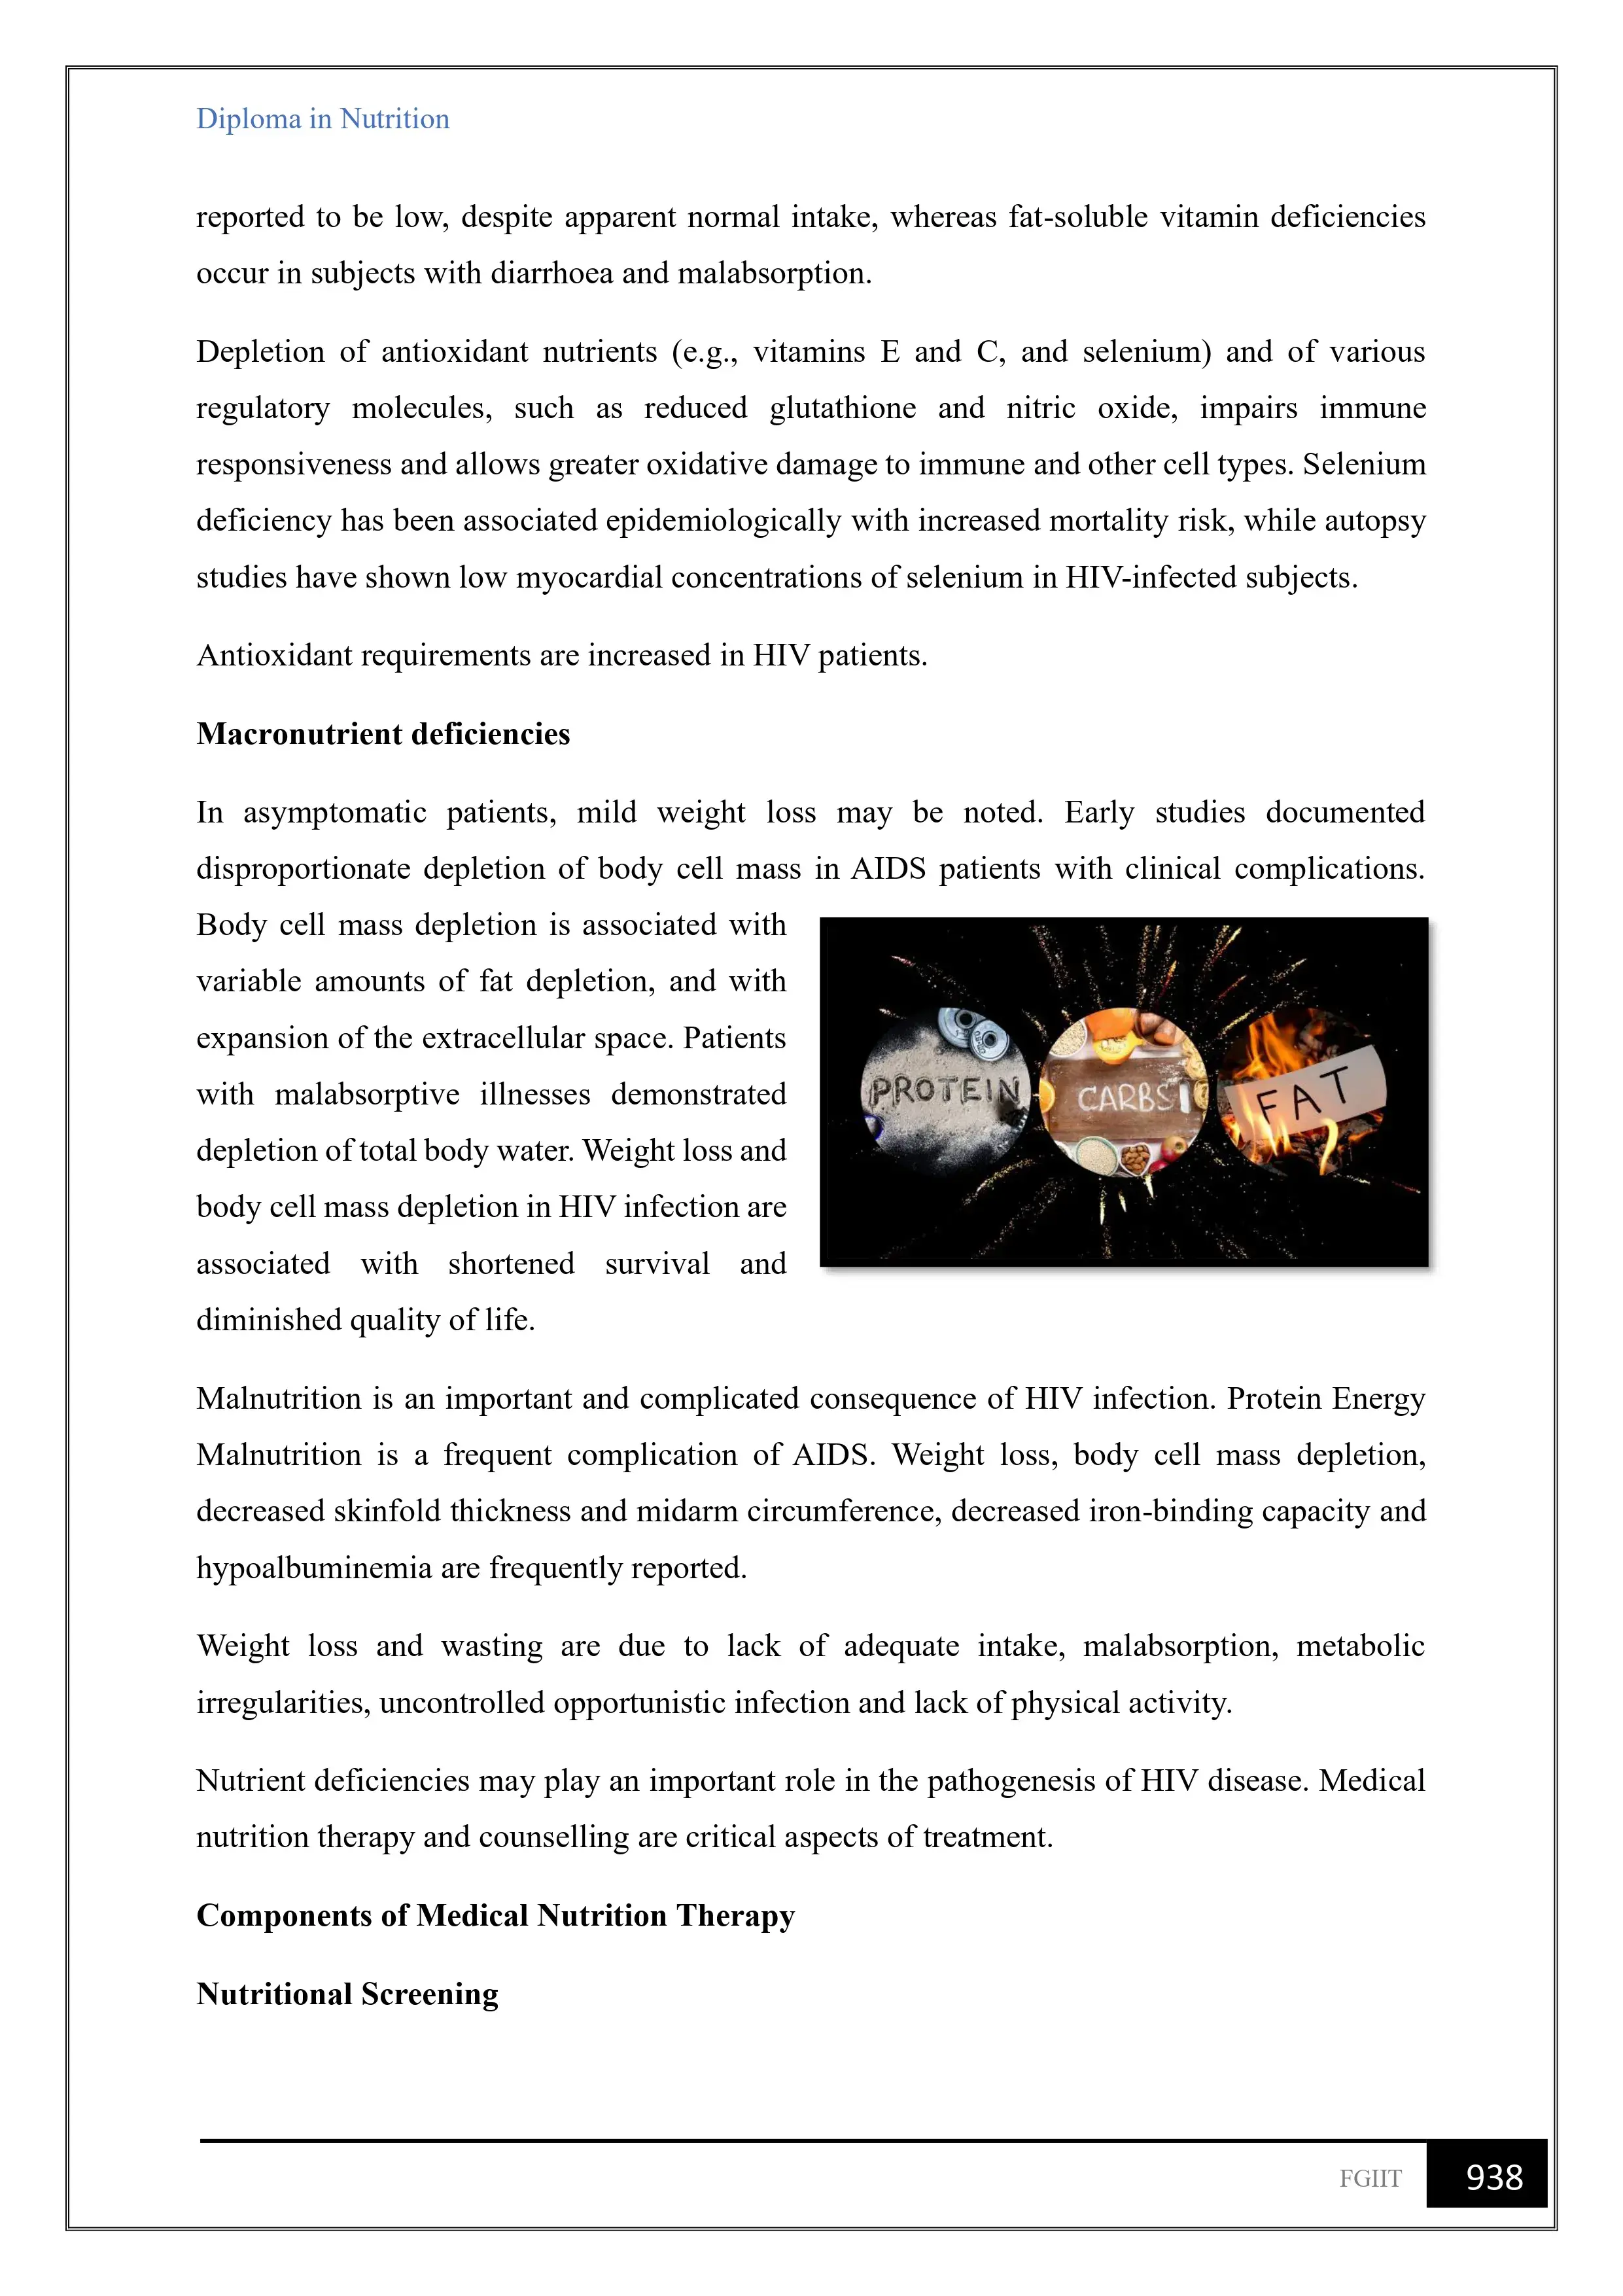 Diploma in Nutrition
reported to be low, despite apparent normal intake, whereas fat-soluble vitamin deficiencies
occur in subjects with diarrhoea and malabsorption.
Depletion of antioxidant nutrients (e.g., vitamins E and C, and selenium) and of various
regulatory molecules, such as reduced glutathione and nitric oxide, impairs immune
responsiveness and allows greater oxidative damage to immune and other cell types. Selenium
deficiency has been associated epidemiologically with increased mortality risk, while autopsy
studies have shown low myocardial concentrations of selenium in HIV-infected subjects.
Antioxidant requirements are increased in HIV patients.
Macronutrient deficiencies
In asymptomatic patients, mild weight loss may be noted. Early studies documented
disproportionate depletion of body cell mass in AIDS patients with clinical complications.
Body cell mass depletion is associated with
variable amounts of fat depletion, and with
expansion of the extracellular space. Patients
with malabsorptive illnesses demonstrated
depletion of total body water. Weight loss and
body cell mass depletion in HIV infection are
associated with shortened survival and
diminished quality of life.
PROTEIN
CARBS
FAT
Malnutrition is an important and complicated consequence of HIV infection. Protein Energy
Malnutrition is a frequent complication of AIDS. Weight loss, body cell mass depletion,
decreased skinfold thickness and midarm circumference, decreased iron-binding capacity and
hypoalbuminemia are frequently reported.
Weight loss and wasting are due to lack of adequate intake, malabsorption, metabolic
irregularities, uncontrolled opportunistic infection and lack of physical activity.
Nutrient deficiencies may play an important role in the pathogenesis of HIV disease. Medical
nutrition therapy and counselling are critical aspects of treatment.
Components of Medical Nutrition Therapy
Nutritional Screening
FGIIT
938